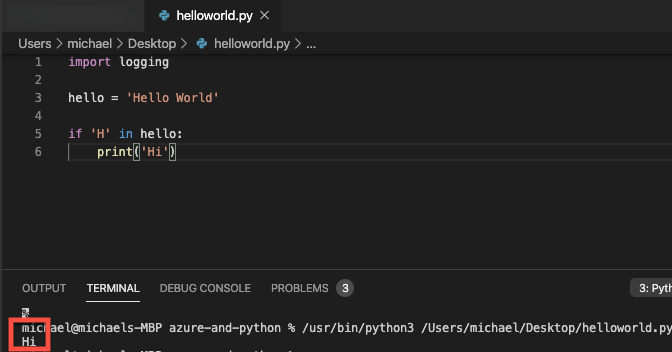 helloworld.py ×
Users > michael > Desktop > helloworld.py > ...
1 import logging
2
3 hello = 'Hello World'
4
5 if 'H' in hello:
6 print('Hi')
OUTPUT TERMINAL DEBUG CONSOLE PROBLEMS 3 3: Pyth
%
michael@michaels-MBP azure-and-python % /usr/bin/python3 /Users/michael/Desktop/helloworld.py
Hi